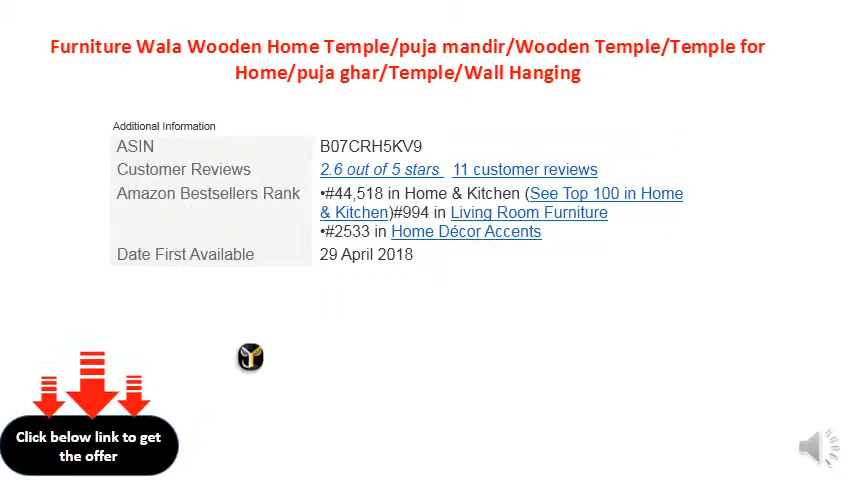 Furniture Wala Wooden Home Temple/puja mandir/Wooden Temple/Temple for
Home/puja ghar/Temple/Wall Hanging
Additional Information
ASIN B07CRH5KV9
Customer Reviews 2.6 out of 5 stars 11 customer reviews
Amazon Bestsellers Rank •#44,518 in Home & Kitchen (See Top 100 in Home
& Kitchen)#994 in Living Room Furniture
•#2533 in Home Décor Accents
Date First Available 29 April 2018
Click below link to get
the offer